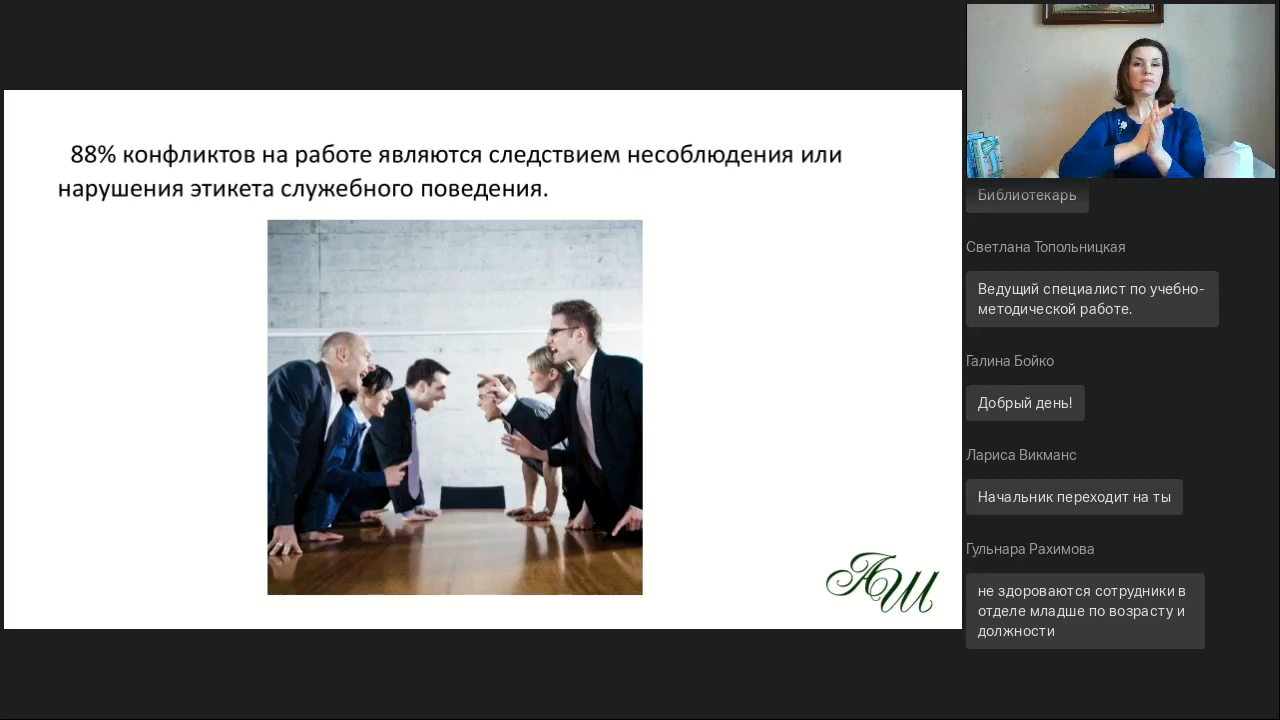 88% конфликтов на работе являются следствием несоблюдения или
нарушения этикета служебного поведения.
АШ
Библиотекарь
Светлана Топольницкая
Ведущий специалист по учебно-
методической работе.
Галина Бойко
Добрый день!
Лариса Викманс
Начальник переходит на ты
Гульнара Рахимова
не здороваются сотрудники в
отделе младше по возрасту и
должности